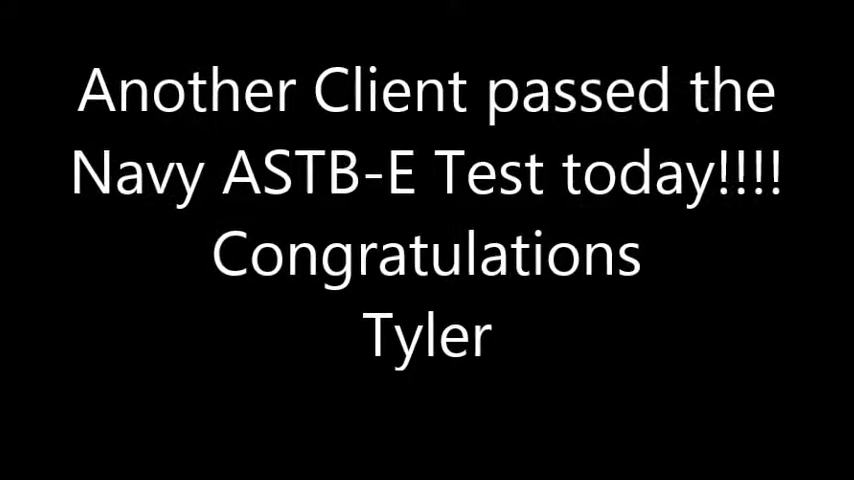 Another Client passed the
Navy ASTB-E Test today!!!!
Congratulations
Tyler